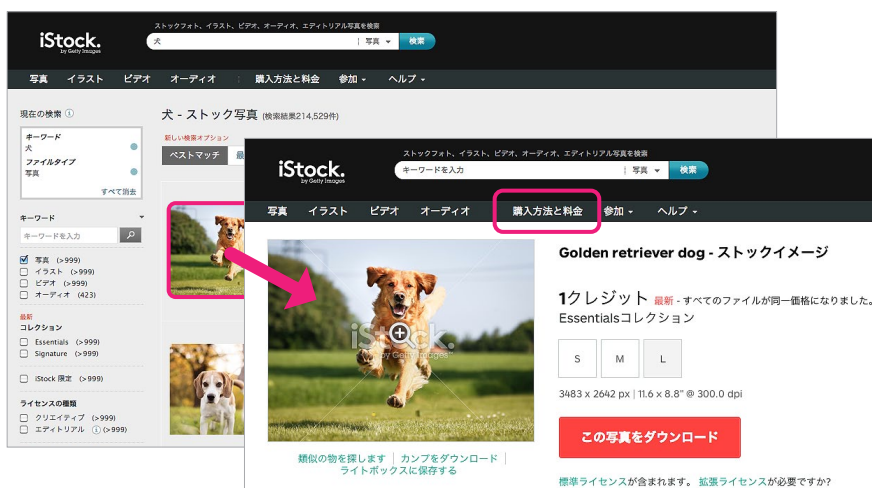 ストックフォト、イラスト、ビデオ、オーディオ、エディトリアル写真を検索
iStock.
by Getty Images
犬
写真
検索
写真 イラスト ビデオ オーディオ 購入方法と料金 参加 ヘルプ
現在の検索
キーワード
犬
ファイルタイプ
写真
すべて消去
キーワード
キーワードを入力
写真 (>999)
イラスト (>999)
ビデオ (>999)
オーディオ (423)
最新
コレクション
Essentials (>999)
Signature (>999)
iStock 限定 (>999)
ライセンスの種類
クリエイティブ (>999)
エディトリアル (>999)
犬 - ストック写真 (検索結果214,529件)
新しい検索オプション
ベストマッチ 最
ストックフォト、イラスト、ビデオ、オーディオ、エディトリアル写真を検索
iStock.
by Getty Images
キーワードを入力
写真
検索
写真 イラスト ビデオ オーディオ 購入方法と料金 参加 ヘルプ
iStock.
by Getty Images
類似の物を探します カンプをダウンロード
ライトボックスに保存する
Golden retriever dog - ストックイメージ
1クレジット 最新 - すべてのファイルが同一価格になりました。
Essentialsコレクション
S M L
3483 x 2642 px | 11.6 x 8.8" @ 300.0 dpi
この写真をダウンロード
標準ライセンスが含まれます。 拡張ライセンスが必要ですか?